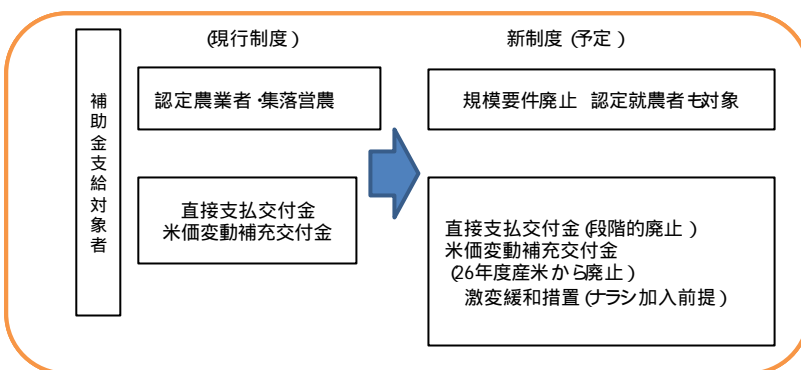 (現行制度)
新制度(予定)
補助金支給対象者
認定農業者・集落営農
規模要件廃止 認定就農者も対象
直接支払交付金
米価変動補充交付金
直接支払交付金(段階的廃止)
米価変動補充交付金
(26年度産米から廃止)
激変緩和措置(ナラシ加入前提)